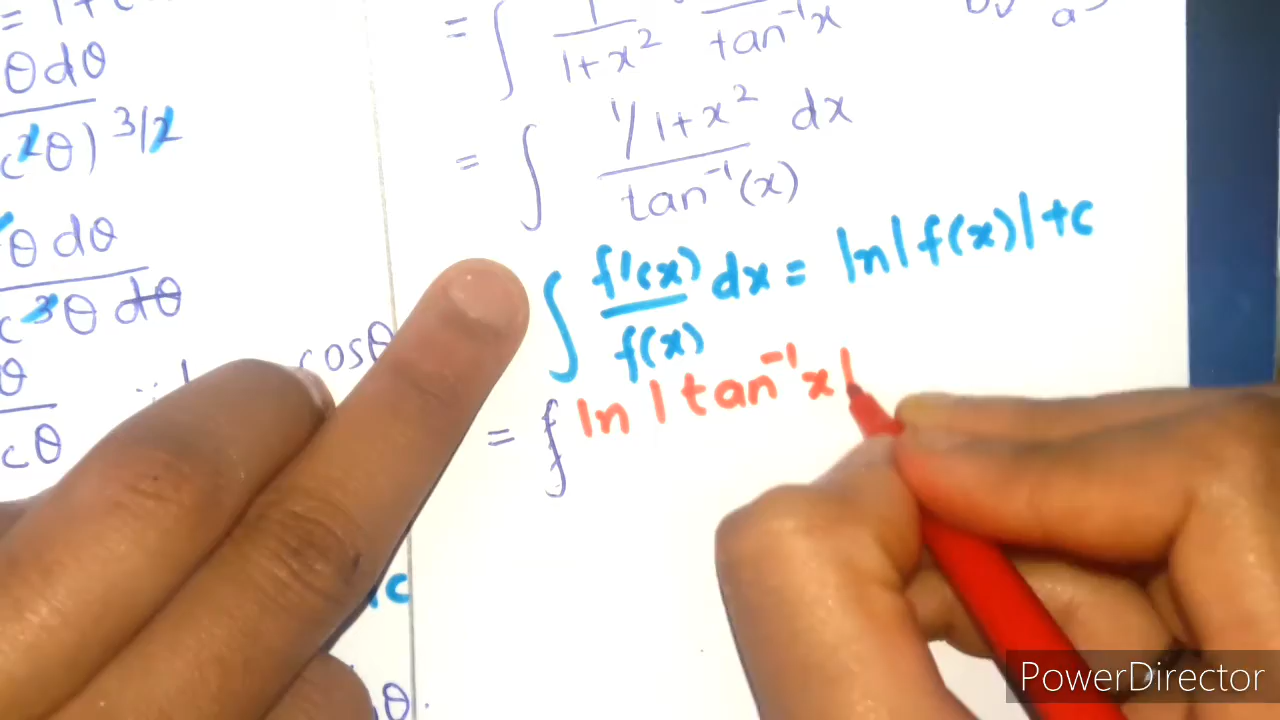 = 1+
θ dθ
c²θ)^3/2
θ dθ
c³θ dθ
θ
cθ
cosθ
+c
θ.
= ∫ 1/1+x² · /tan⁻¹x
= ∫ 1/1+x² / tan⁻¹(x) dx
∫ f'(x)/f(x) dx = ln|f(x)|+c
= ∫ ln |tan⁻¹x|
PowerDirector